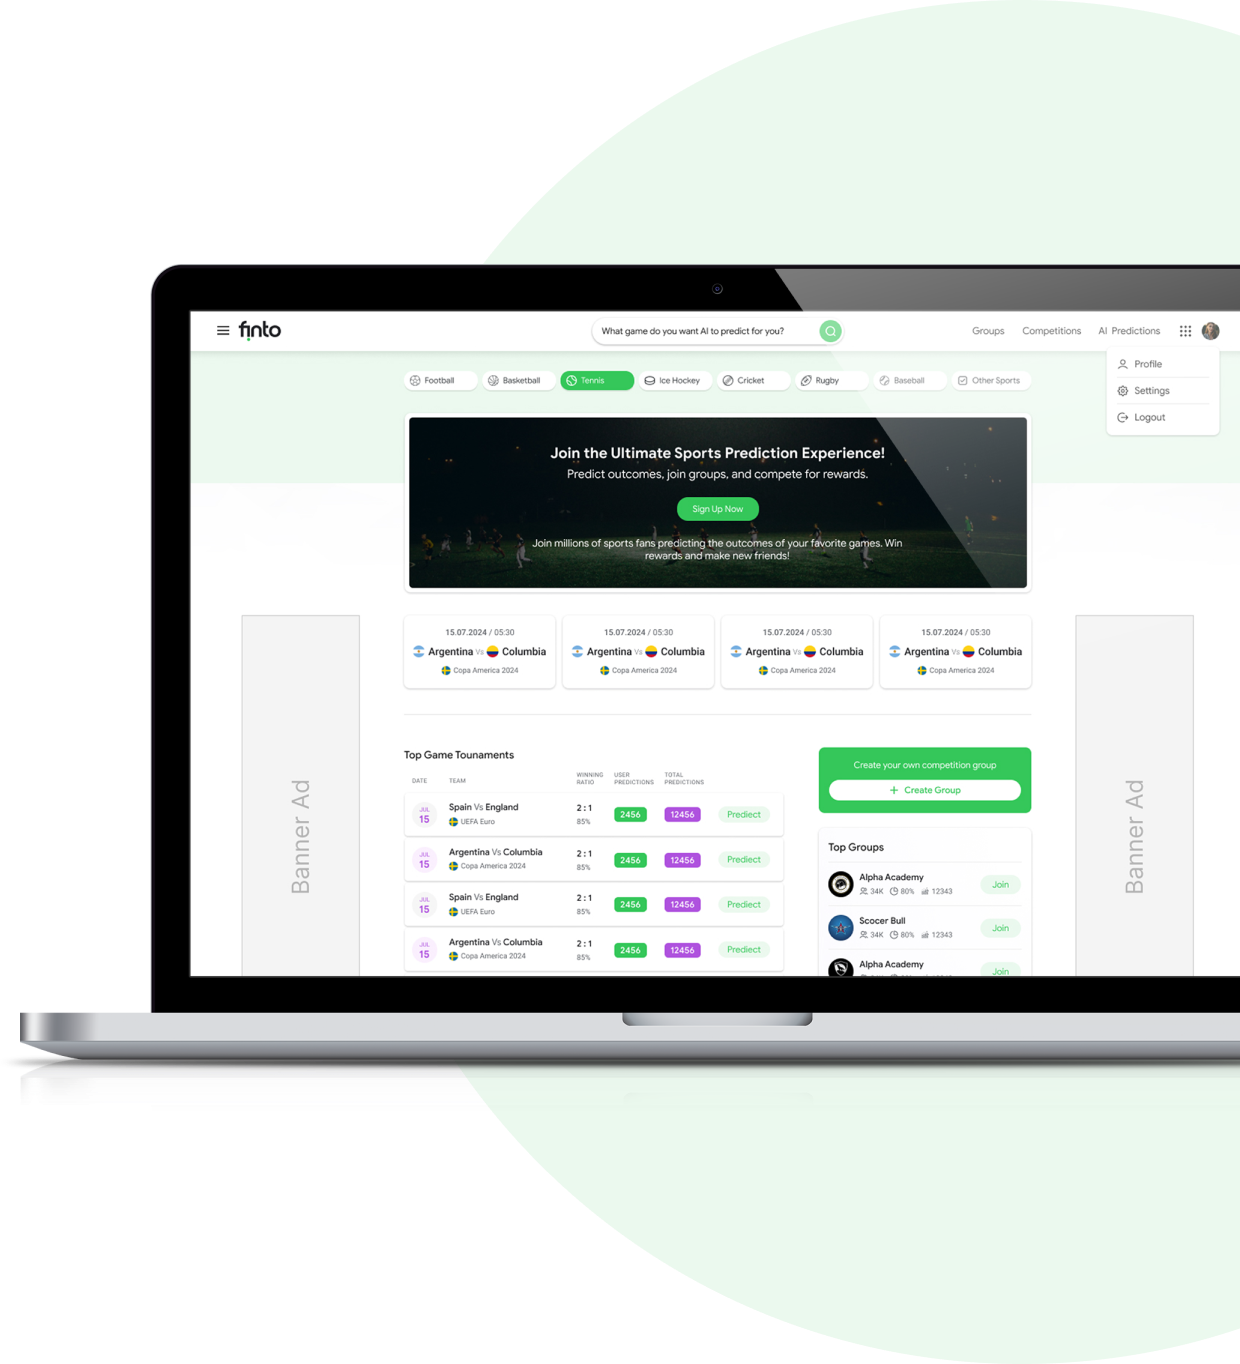 finto
What game do you want AI to predict for you?
Groups Competitions AI Predictions
Profile
Settings
Logout
Football Basketball Tennis Ice Hockey Cricket Rugby Baseball Other Sports
Join the Ultimate Sports Prediction Experience!
Predict outcomes, join groups, and compete for rewards.
Sign Up Now
Join millions of sports fans predicting the outcomes of your favorite games. Win
rewards and make new friends!
Banner Ad
15.07.2024 / 05:30
Argentina Vs Columbia
Copa America 2024
15.07.2024 / 05:30
Argentina Vs Columbia
Copa America 2024
15.07.2024 / 05:30
Argentina Vs Columbia
Copa America 2024
15.07.2024 / 05:30
Argentina Vs Columbia
Copa America 2024
Top Game Tounaments
DATE TEAM WINNING RATIO USER PREDICTIONS TOTAL PREDICTIONS
JUL 15
Spain Vs England
UEFA Euro
2 : 1
85%
2456 12456 Prediect
JUL 15
Argentina Vs Columbia
Copa America 2024
2 : 1
85%
2456 12456 Prediect
JUL 15
Spain Vs England
UEFA Euro
2 : 1
85%
2456 12456 Prediect
JUL 15
Argentina Vs Columbia
Copa America 2024
2 : 1
85%
2456 12456 Prediect
Create your own competition group
+ Create Group
Top Groups
Alpha Academy
34K 80% 12343
Join
Scocer Bull
34K 80% 12343
Join
Alpha Academy
Join
Banner Ad